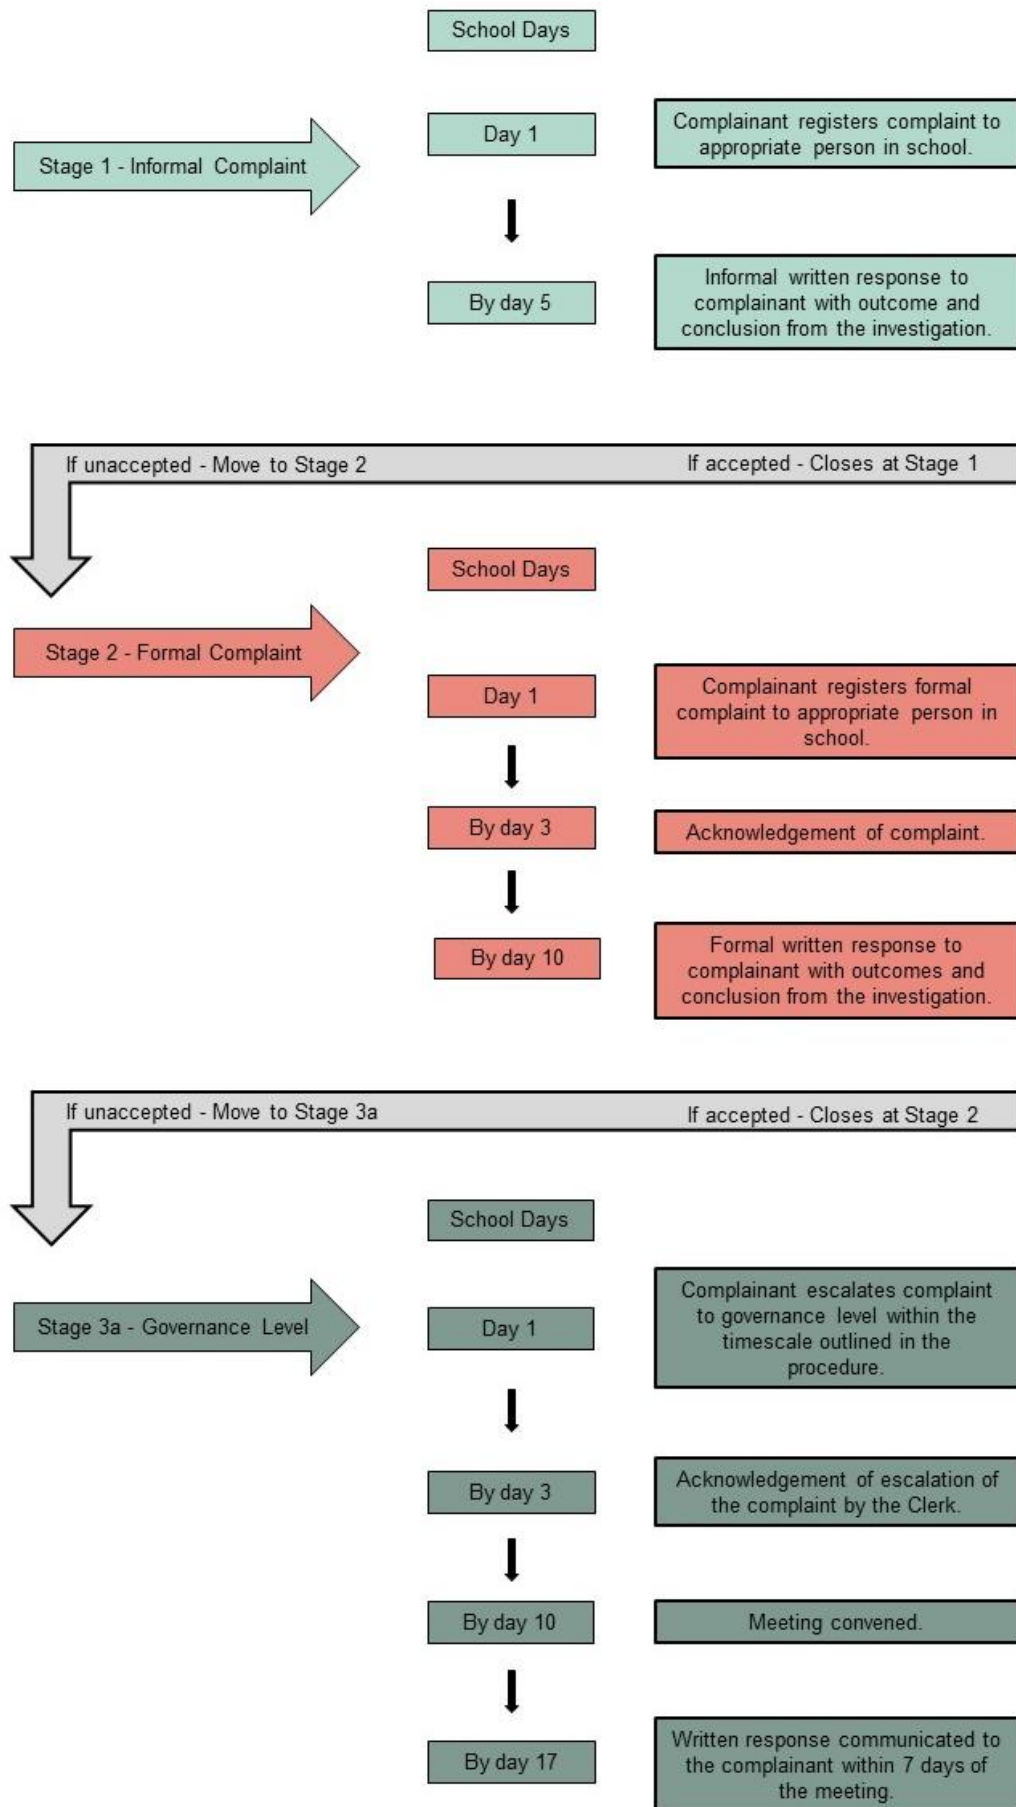 School Days
Stage 1 - Informal Complaint
Day 1
Complainant registers complaint to
appropriate person in school.
By day 5
Informal written response to
complainant with outcome and
conclusion from the investigation.
If unaccepted - Move to Stage 2
If accepted - Closes at Stage 1
School Days
Stage 2 - Formal Complaint
Day 1
Complainant registers formal
complaint to appropriate person in
school.
By day 3
Acknowledgement of complaint.
By day 10
Formal written response to
complainant with outcomes and
conclusion from the investigation.
If unaccepted - Move to Stage 3a
If accepted - Closes at Stage 2
School Days
Stage 3a - Governance Level
Day 1
Complainant escalates complaint
to governance level within the
timescale outlined in the
procedure.
By day 3
Acknowledgement of escalation of
the complaint by the Clerk.
By day 10
Meeting convened.
By day 17
Written response communicated to
the complainant within 7 days of
the meeting.